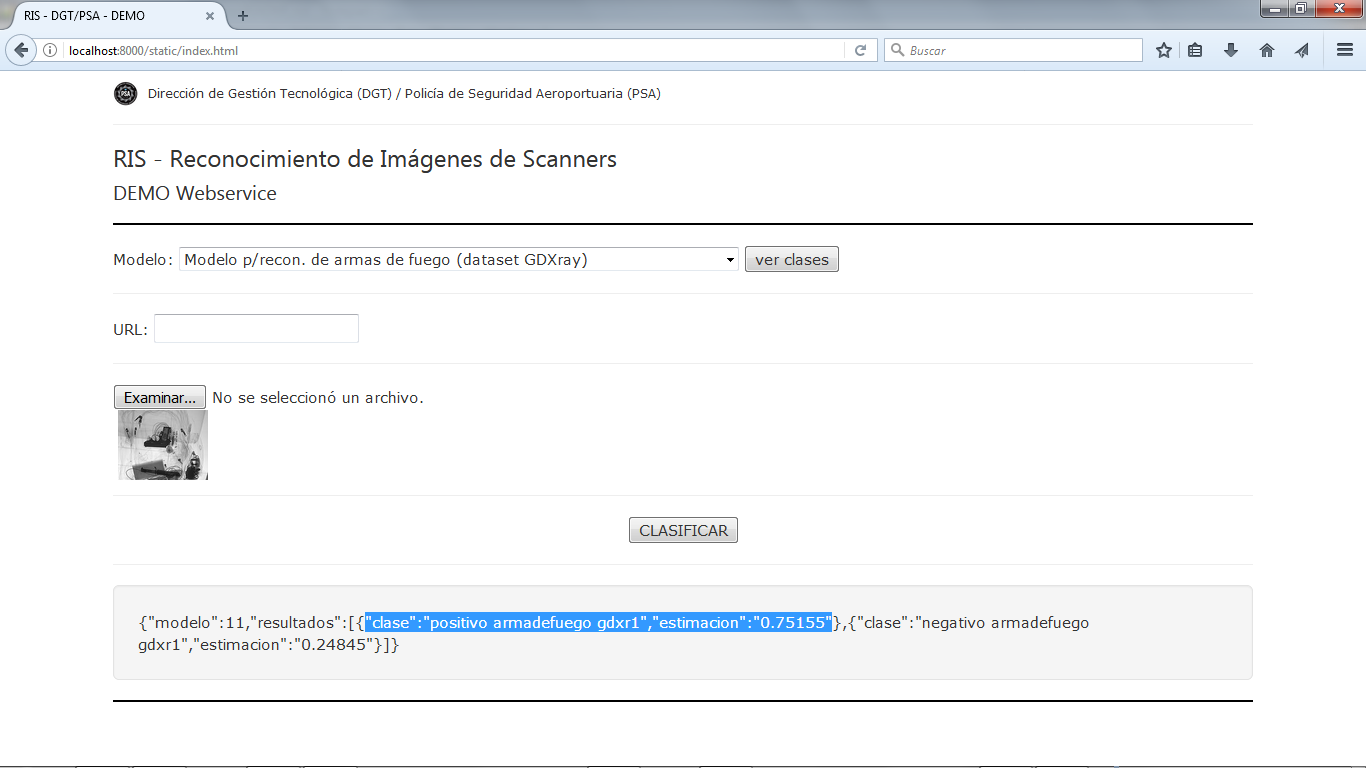 RIS - DGT/PSA - DEMO
localhost:8000/static/index.html
Buscar
PSA
Dirección de Gestión Tecnológica (DGT) / Policía de Seguridad Aeroportuaria (PSA)
RIS - Reconocimiento de Imágenes de Scanners
DEMO Webservice
Modelo: Modelo p/recon. de armas de fuego (dataset GDXray) ver clases
URL:
Examinar... No se seleccionó un archivo.
CLASIFICAR
{"modelo":11,"resultados":[{"clase":"positivo armadefuego gdxr1","estimacion":"0.75155"},{"clase":"negativo armadefuego
gdxr1","estimacion":"0.24845"}]}